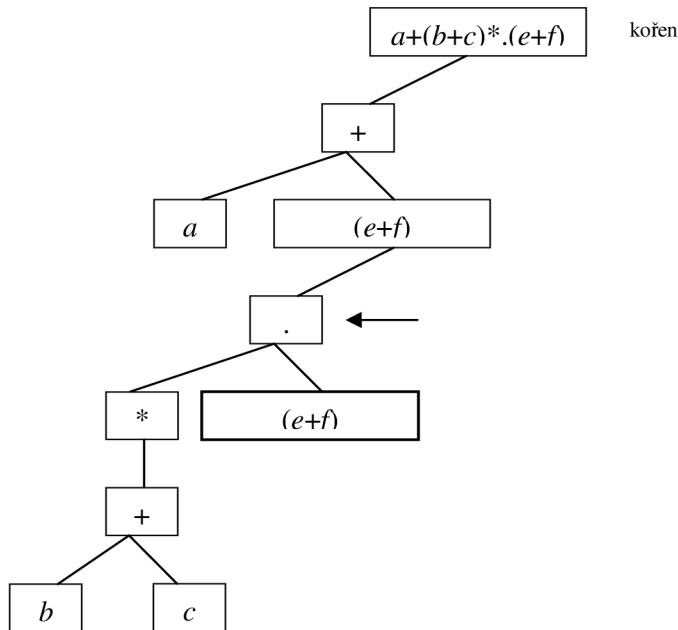 a+(b+c)*.(e+f) kořen
+
a (e+f)
.
* (e+f)
+
b c